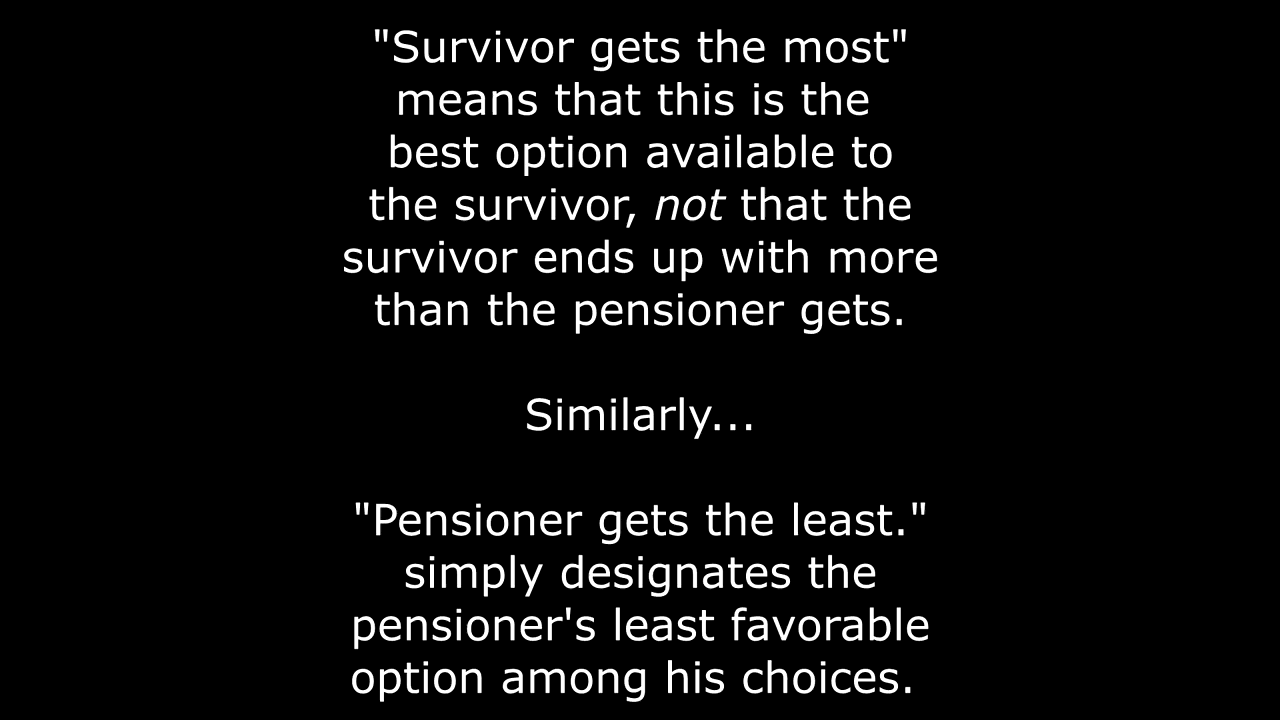 "Survivor gets the most"
means that this is the
best option available to
the survivor, not that the
survivor ends up with more
than the pensioner gets.
Similarly...
"Pensioner gets the least."
simply designates the
pensioner's least favorable
option among his choices.